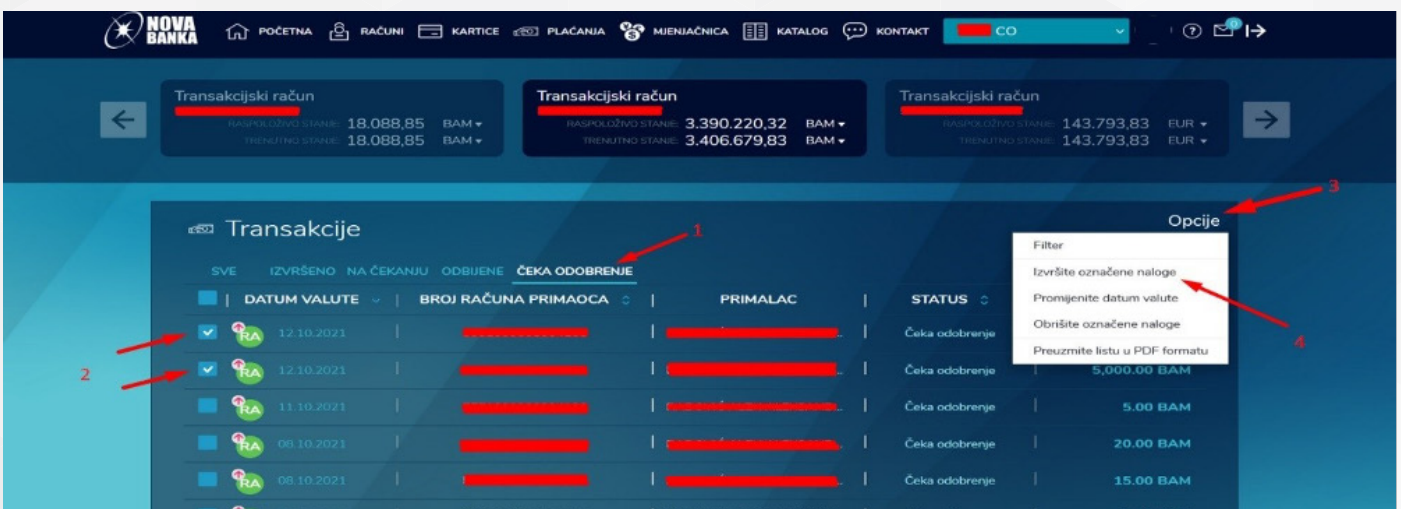 NOVA BANKA POČETNA RAČUNI KARTICE PLAĆANJA MJENJAČNICA KATALOG KONTAKT CO 0
Transakcijski račun
RASPOLOŽIVO STANJE: 18.088,85 BAM
TRENUTNO STANJE: 18.088,85 BAM
Transakcijski račun
RASPOLOŽIVO STANJE: 3.390.220,32 BAM
TRENUTNO STANJE: 3.406.679,83 BAM
Transakcijski račun
RASPOLOŽIVO STANJE: 143.793,83 EUR
TRENUTNO STANJE: 143.793,83 EUR
3
Transakcije
Opcije
1
Filter
Izvršite označene naloge
Promijenite datum valute
Obrišite označene naloge
Preuzmite listu u PDF formatu
4
SVE IZVRŠENO NA ČEKANJU ODBIJENE ČEKA ODOBRENJE
DATUM VALUTE | BROJ RAČUNA PRIMAOCA | PRIMALAC | STATUS
2
RA 12.10.2021 Čeka odobrenje
RA 12.10.2021 Čeka odobrenje 5,000.00 BAM
RA 11.10.2021 Čeka odobrenje 5.00 BAM
RA 08.10.2021 Čeka odobrenje 20.00 BAM
RA 08.10.2021 Čeka odobrenje 15.00 BAM